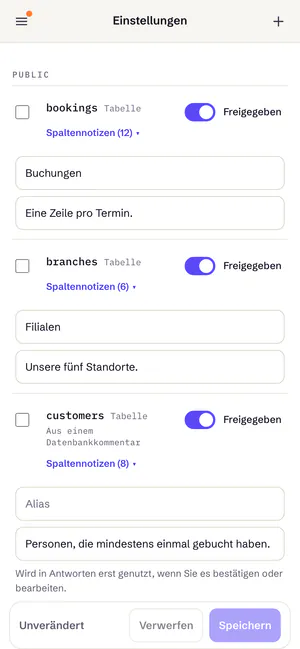 Einstellungen
PUBLIC
bookings Tabelle
Freigegeben
Spaltennotizen (12) ▾
Buchungen
Eine Zeile pro Termin.
branches Tabelle
Freigegeben
Spaltennotizen (6) ▾
Filialen
Unsere fünf Standorte.
customers Tabelle
Freigegeben
Aus einem
Datenbankkommentar
Spaltennotizen (8) ▾
Alias
Personen, die mindestens einmal gebucht haben.
Wird in Antworten erst genutzt, wenn Sie es bestätigen oder
bearbeiten.
Unverändert
Verwerfen
Speichern